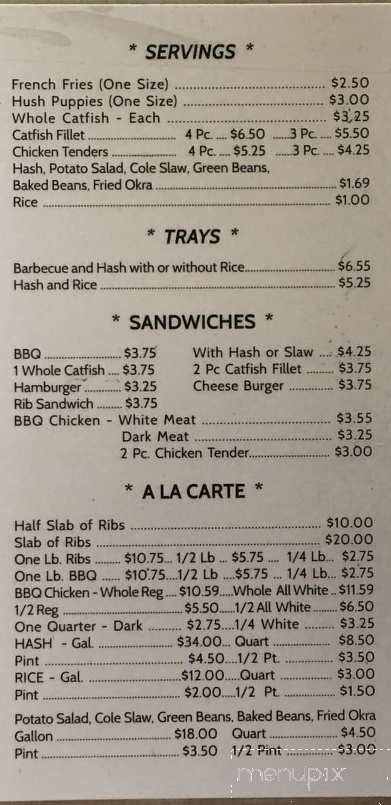 * SERVINGS *
French Fries (One Size) ................................ $2.50
Hush Puppies (One Size) ............................. $3.00
Whole Catfish - Each .................................. $3.25
Catfish Fillet ..................... 4 Pc. .... $6.50 .....3 Pc. .... $5.50
Chicken Tenders ................ 4 Pc. .... $5.25 .....3 Pc. .... $4.25
Hash, Potato Salad, Cole Slaw, Green Beans,
Baked Beans, Fried Okra ............................................. $1.69
Rice .................................................................... $1.00
* TRAYS *
Barbecue and Hash with or without Rice...................... $6.55
Hash and Rice ......................................................... $5.25
* SANDWICHES *
BBQ ................... $3.75 With Hash or Slaw .... $4.25
1 Whole Catfish .... $3.75 2 Pc Catfish Fillet ........ $3.75
Hamburger ........... $3.25 Cheese Burger ............ $3.75
Rib Sandwich ........ $3.75
BBQ Chicken - White Meat ........................... $3.55
Dark Meat ............................ $3.25
2 Pc. Chicken Tender.................... $3.00
* A LA CARTE *
Half Slab of Ribs ........................................ $10.00
Slab of Ribs ............................................... $20.00
One Lb. Ribs ........ $10.75... 1/2 Lb ... $5.75 .... 1/4 Lb... $2.75
One Lb. BBQ ...... $10.75....1/2 Lb ....$5.75 ... 1/4 Lb... $2.75
BBQ Chicken - Whole Reg .... $10.59.....Whole All White .. $11.59
1/2 Reg .............................. $5.50....1/2 All White ........ $6.50
One Quarter - Dark ......... $2.75....1/4 White ......... $3.25
HASH - Gal. .................... $34.00... Quart ................ $8.50
Pint ................................. $4.50....1/2 Pt. ............. $3.50
RICE - Gal. ......................$12.00.....Quart .............. $3.00
Pint ................................. $2.00....1/2 Pt. ............. $1.50
Potato Salad, Cole Slaw, Green Beans, Baked Beans, Fried Okra
Gallon ............................. $18.00 Quart ............... $4.50
Pint ................................. $3.50 1/2 Pint ............. $3.00
menupix